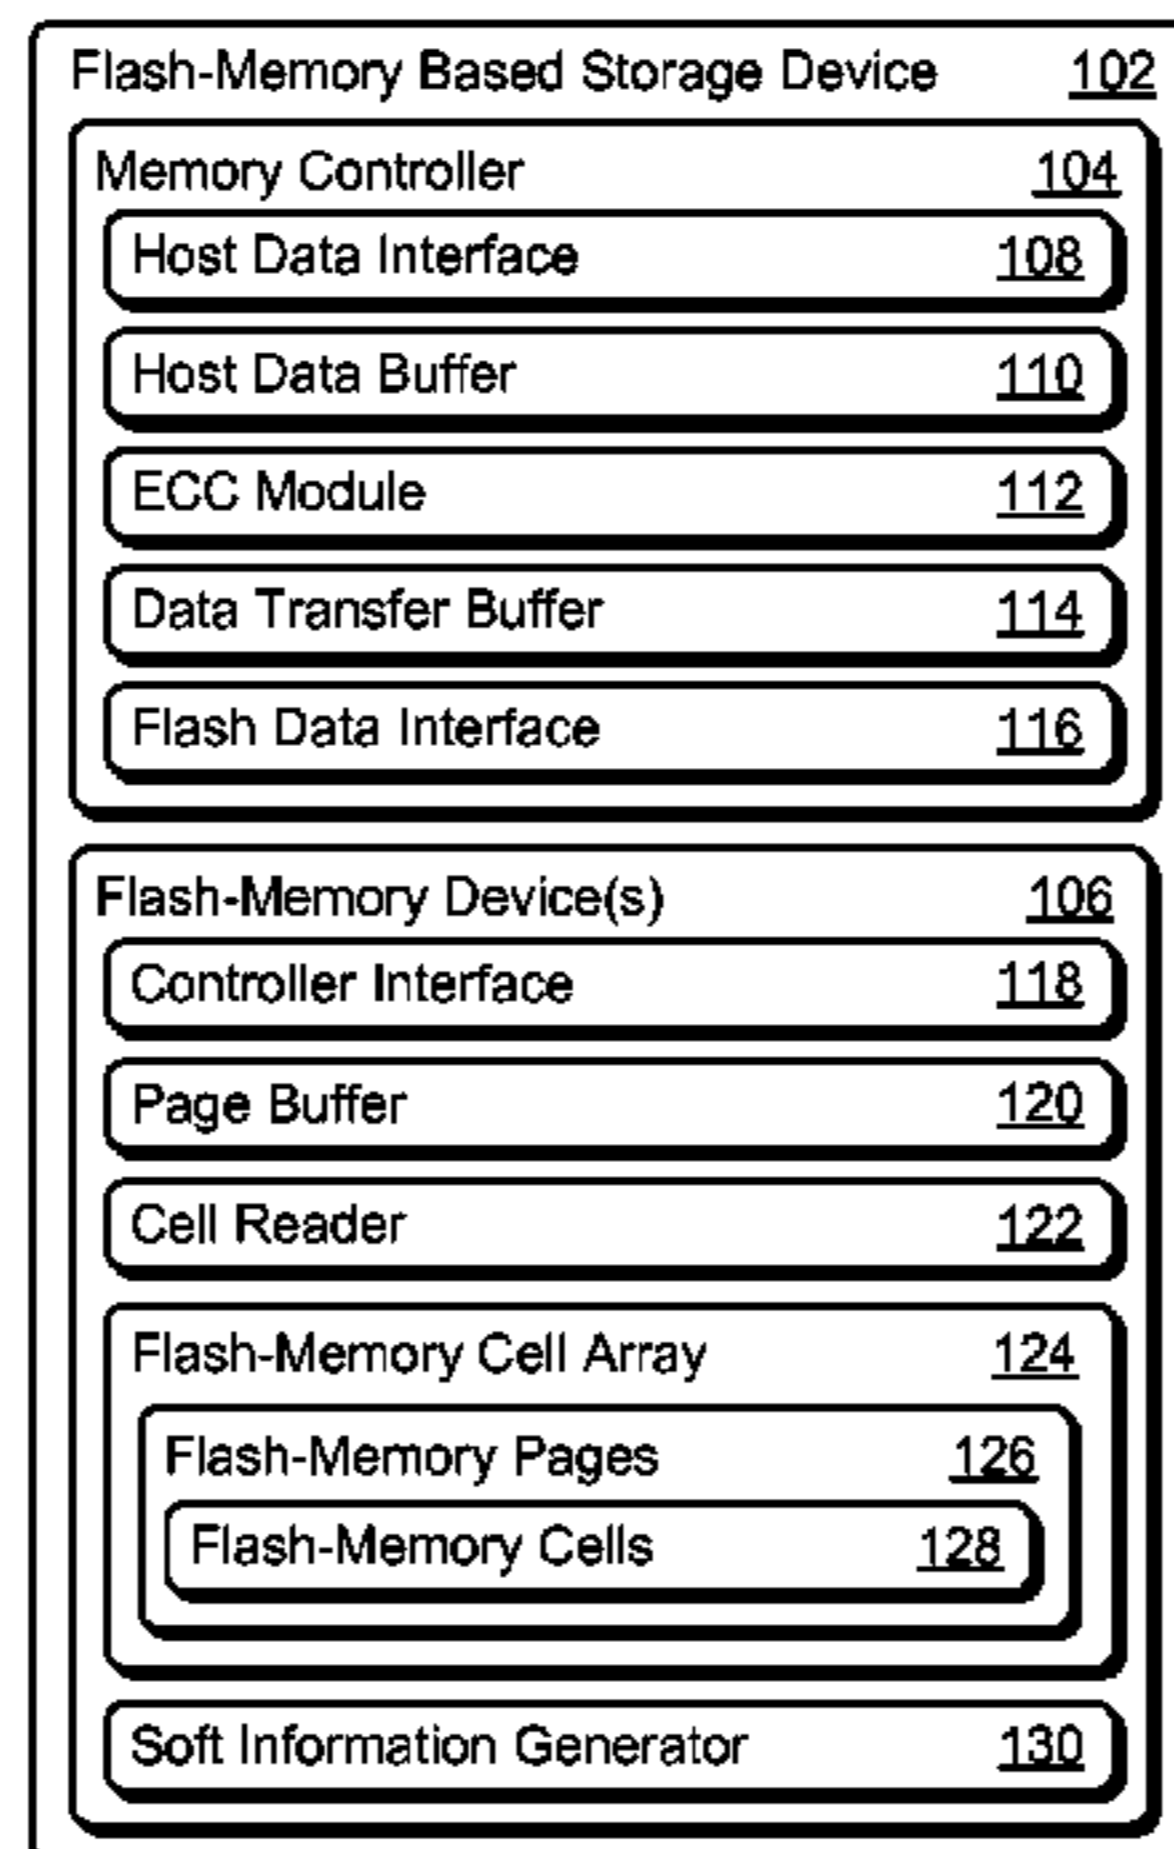 Flash-Memory Based Storage Device 102
Memory Controller 104
Host Data Interface 108
Host Data Buffer 110
ECC Module 112
Data Transfer Buffer 114
Flash Data Interface 116
Flash-Memory Device(s) 106
Controller Interface 118
Page Buffer 120
Cell Reader 122
Flash-Memory Cell Array 124
Flash-Memory Pages 126
Flash-Memory Cells 128
Soft Information Generator 130